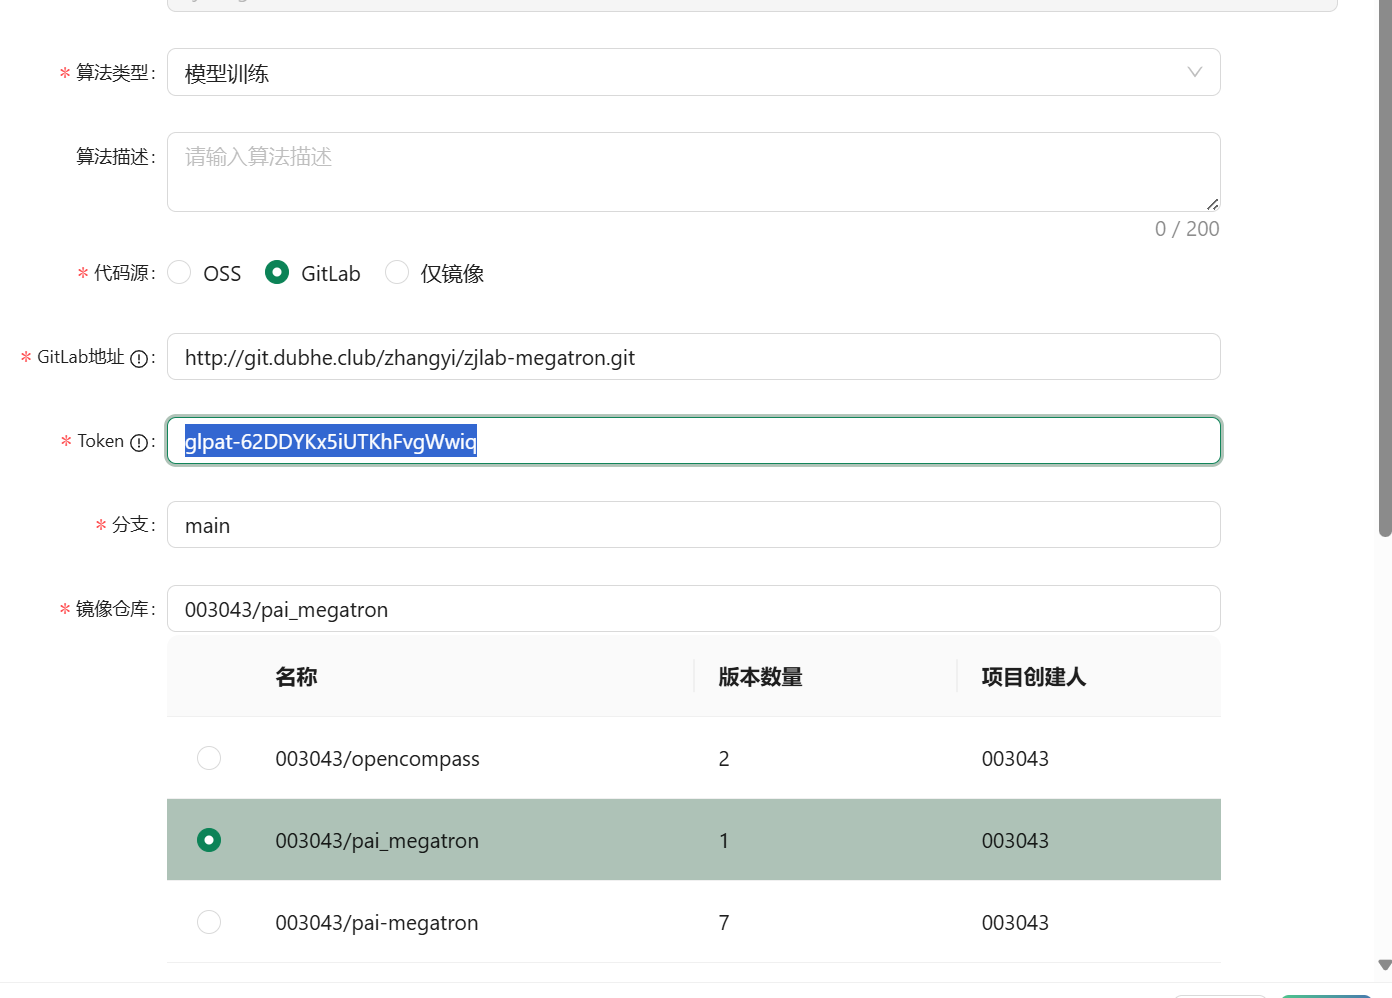 * 算法类型:
模型训练
算法描述:
请输入算法描述
0 / 200
* 代码源:
OSS
GitLab
仅镜像
* GitLab地址 :
http://git.dubhe.club/zhangyi/zjlab-megatron.git
* Token :
glpat-62DDYKx5iUTKhFvgWwiq
* 分支:
main
* 镜像仓库:
003043/pai_megatron
名称 版本数量 项目创建人
003043/opencompass 2 003043
003043/pai_megatron 1 003043
003043/pai-megatron 7 003043